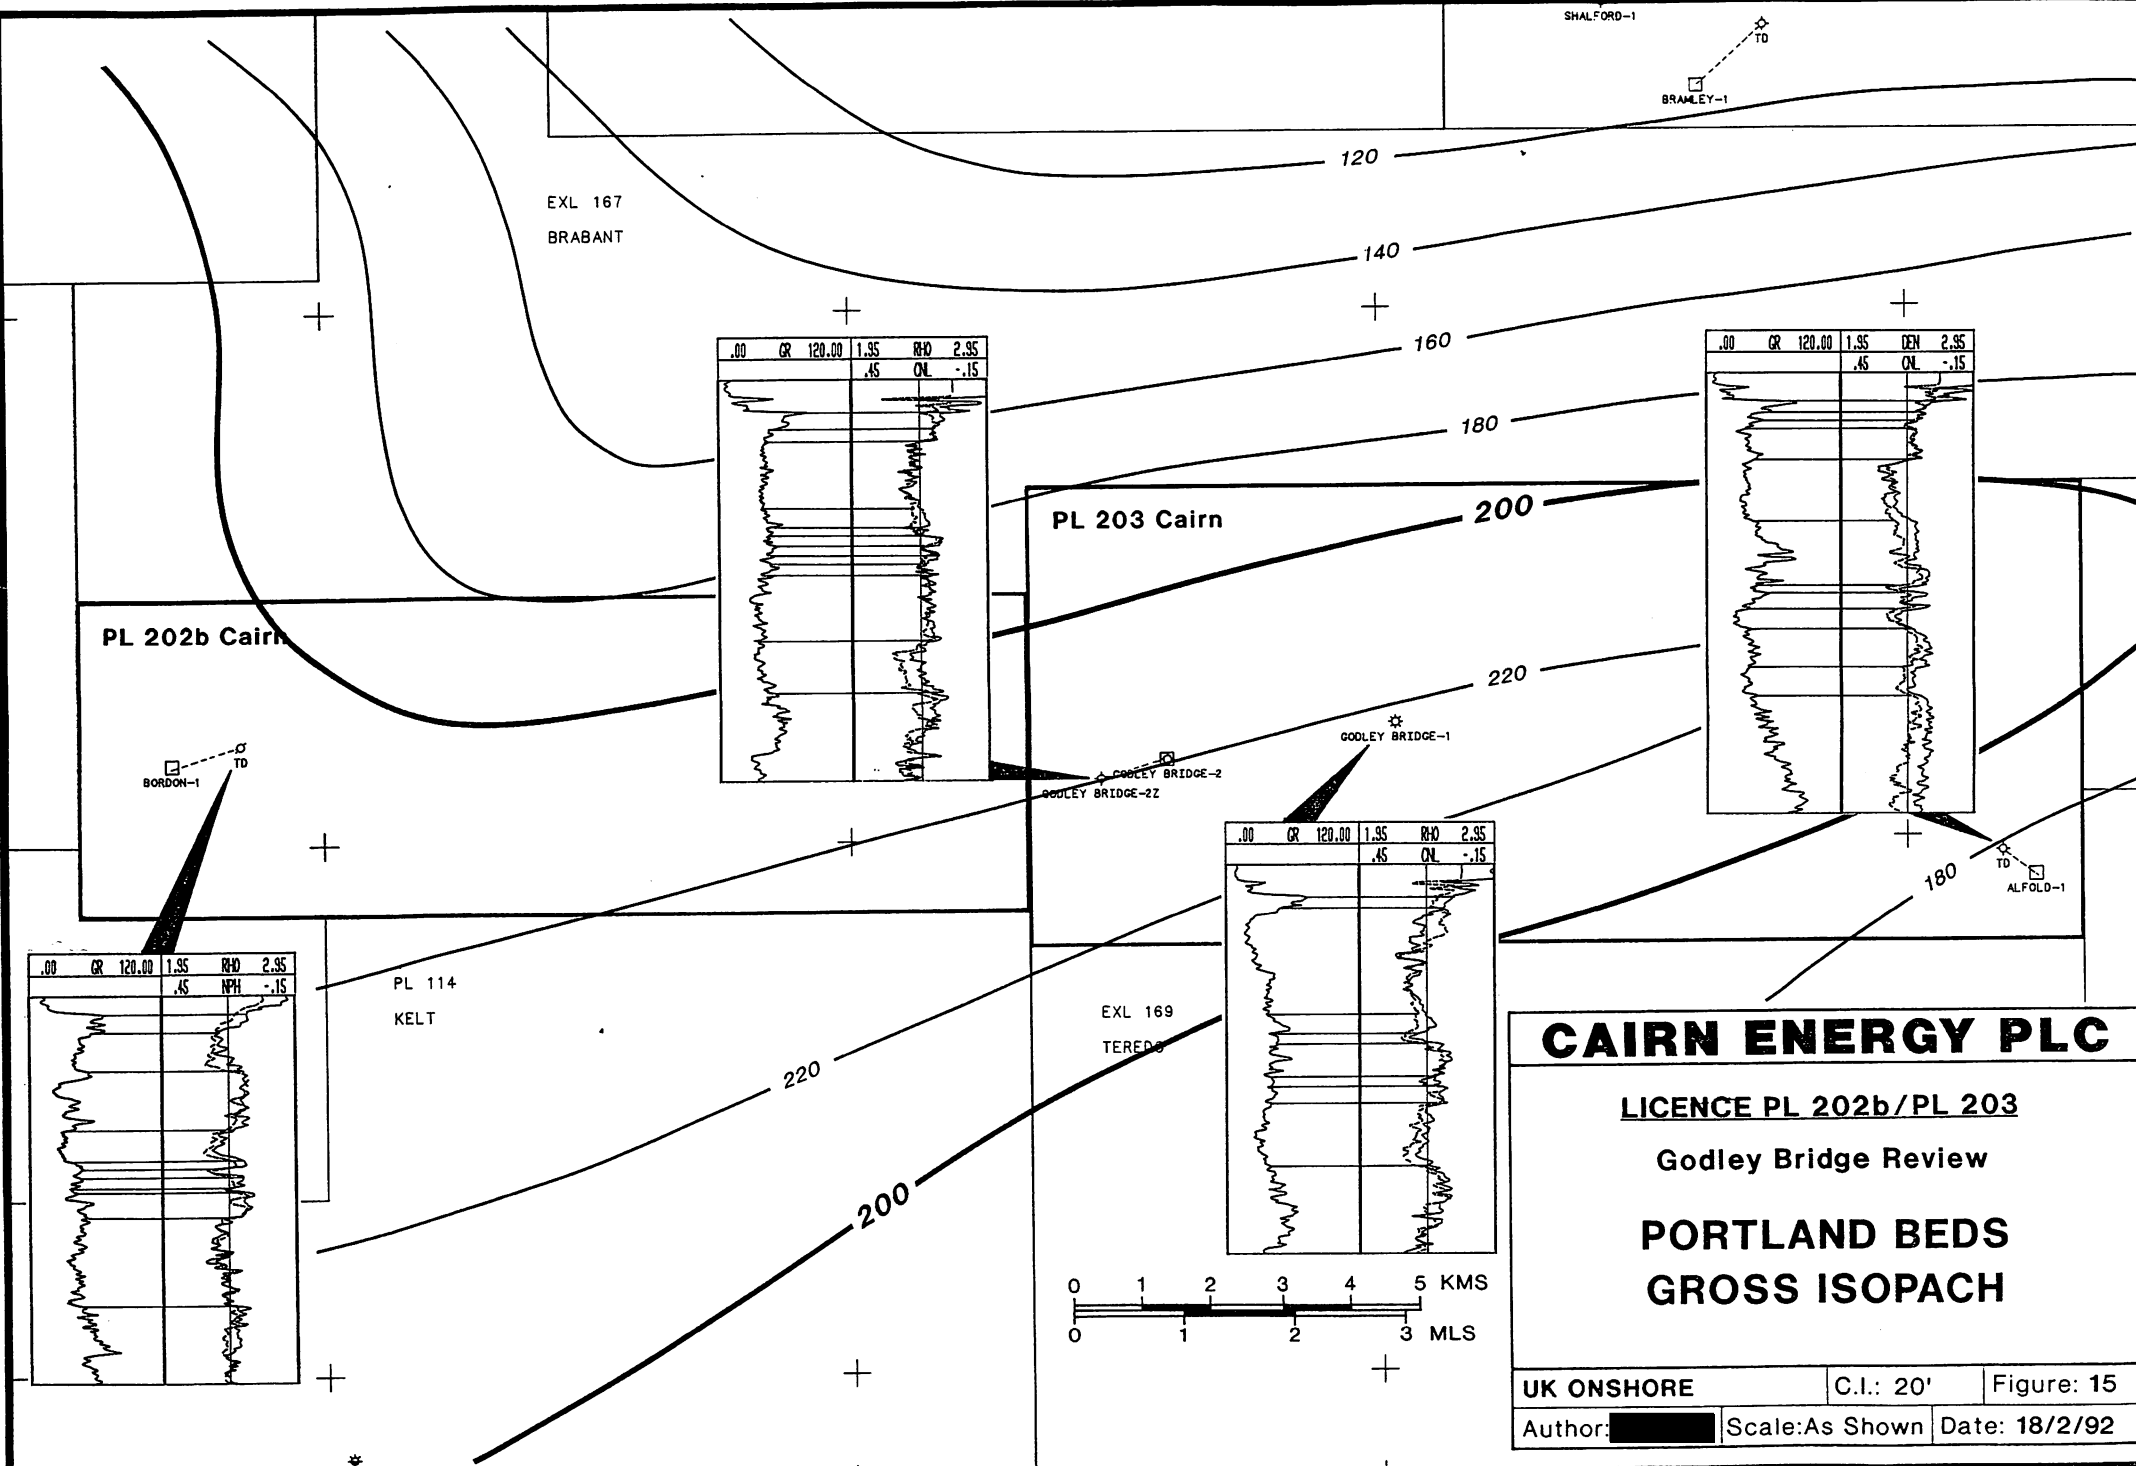 SHALFORD-1
TD
BRAMLEY-1
120
EXL 167
BRABANT
140
160
180
.00 GR 120.00 1.95 RHO 2.95
.45 CNL -.15
.00 GR 120.00 1.95 DEN 2.95
.45 CNL -.15
PL 203 Cairn
200
PL 202b Cairn
220
GODLEY BRIDGE-1
BORDON-1
TD
GODLEY BRIDGE-2
GODLEY BRIDGE-2Z
.00 GR 120.00 1.95 RHO 2.95
.45 CNL -.15
180
TD
ALFOLD-1
.00 GR 120.00 1.95 RHO 2.95
.45 NPH -.15
PL 114
KELT
EXL 169
TEREDO
220
200
CAIRN ENERGY PLC
LICENCE PL 202b/PL 203
Godley Bridge Review
PORTLAND BEDS
GROSS ISOPACH
0 1 2 3 4 5 KMS
0 1 2 3 MLS
UK ONSHORE C.I.: 20' Figure: 15
Author: Scale:As Shown Date: 18/2/92